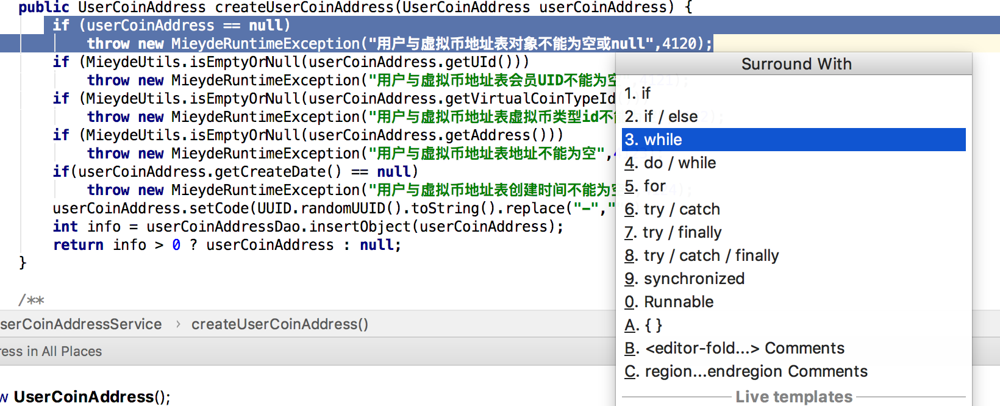 public UserCoinAddress createUserCoinAddress(UserCoinAddress userCoinAddress) {
if (userCoinAddress == null)
throw new MieydeRuntimeException("用户与虚拟币地址表对象不能为空或null",4120);
if (MieydeUtils.isEmptyOrNull(userCoinAddress.getUId()))
throw new MieydeRuntimeException("用户与虚拟币地址表会员UID不能为空",4121);
if (MieydeUtils.isEmptyOrNull(userCoinAddress.getVirtualCoinTypeId
throw new MieydeRuntimeException("用户与虚拟币地址表虚拟币类型id不
if (MieydeUtils.isEmptyOrNull(userCoinAddress.getAddress()))
throw new MieydeRuntimeException("用户与虚拟币地址表地址不能为空",
if(userCoinAddress.getCreateDate() == null)
throw new MieydeRuntimeException("用户与虚拟币地址表创建时间不能为空
userCoinAddress.setCode(UUID.randomUUID().toString().replace("-","
int info = userCoinAddressDao.insertObject(userCoinAddress);
return info > 0 ? userCoinAddress : null;
}
/**
serCoinAddressService › createUserCoinAddress()
ress in All Places
w UserCoinAddress();
Surround With
1. if
2. if / else
3. while
4. do / while
5. for
6. try / catch
7. try / finally
8. try / catch / finally
9. synchronized
0. Runnable
A. { }
B. <editor-fold...> Comments
C. region...endregion Comments
Live templates